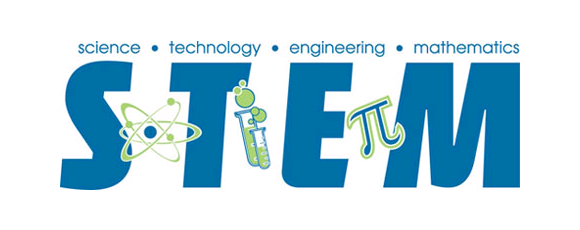 science • technology • engineering • mathematics
STEM
π